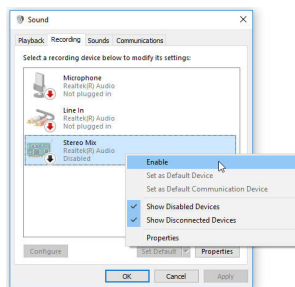 Sound
Playback Recording Sounds Communications
Select a recording device below to modify its settings:
Microphone
Realtek(R) Audio
Not plugged in
Line In
Realtek(R) Audio
Not plugged in
Stereo Mix
Realtek(R) Audio
Disabled
Enable
Set as Default Device
Set as Default Communication Device
Show Disabled Devices
Show Disconnected Devices
Properties
Configure Set Default Properties
OK Cancel Apply